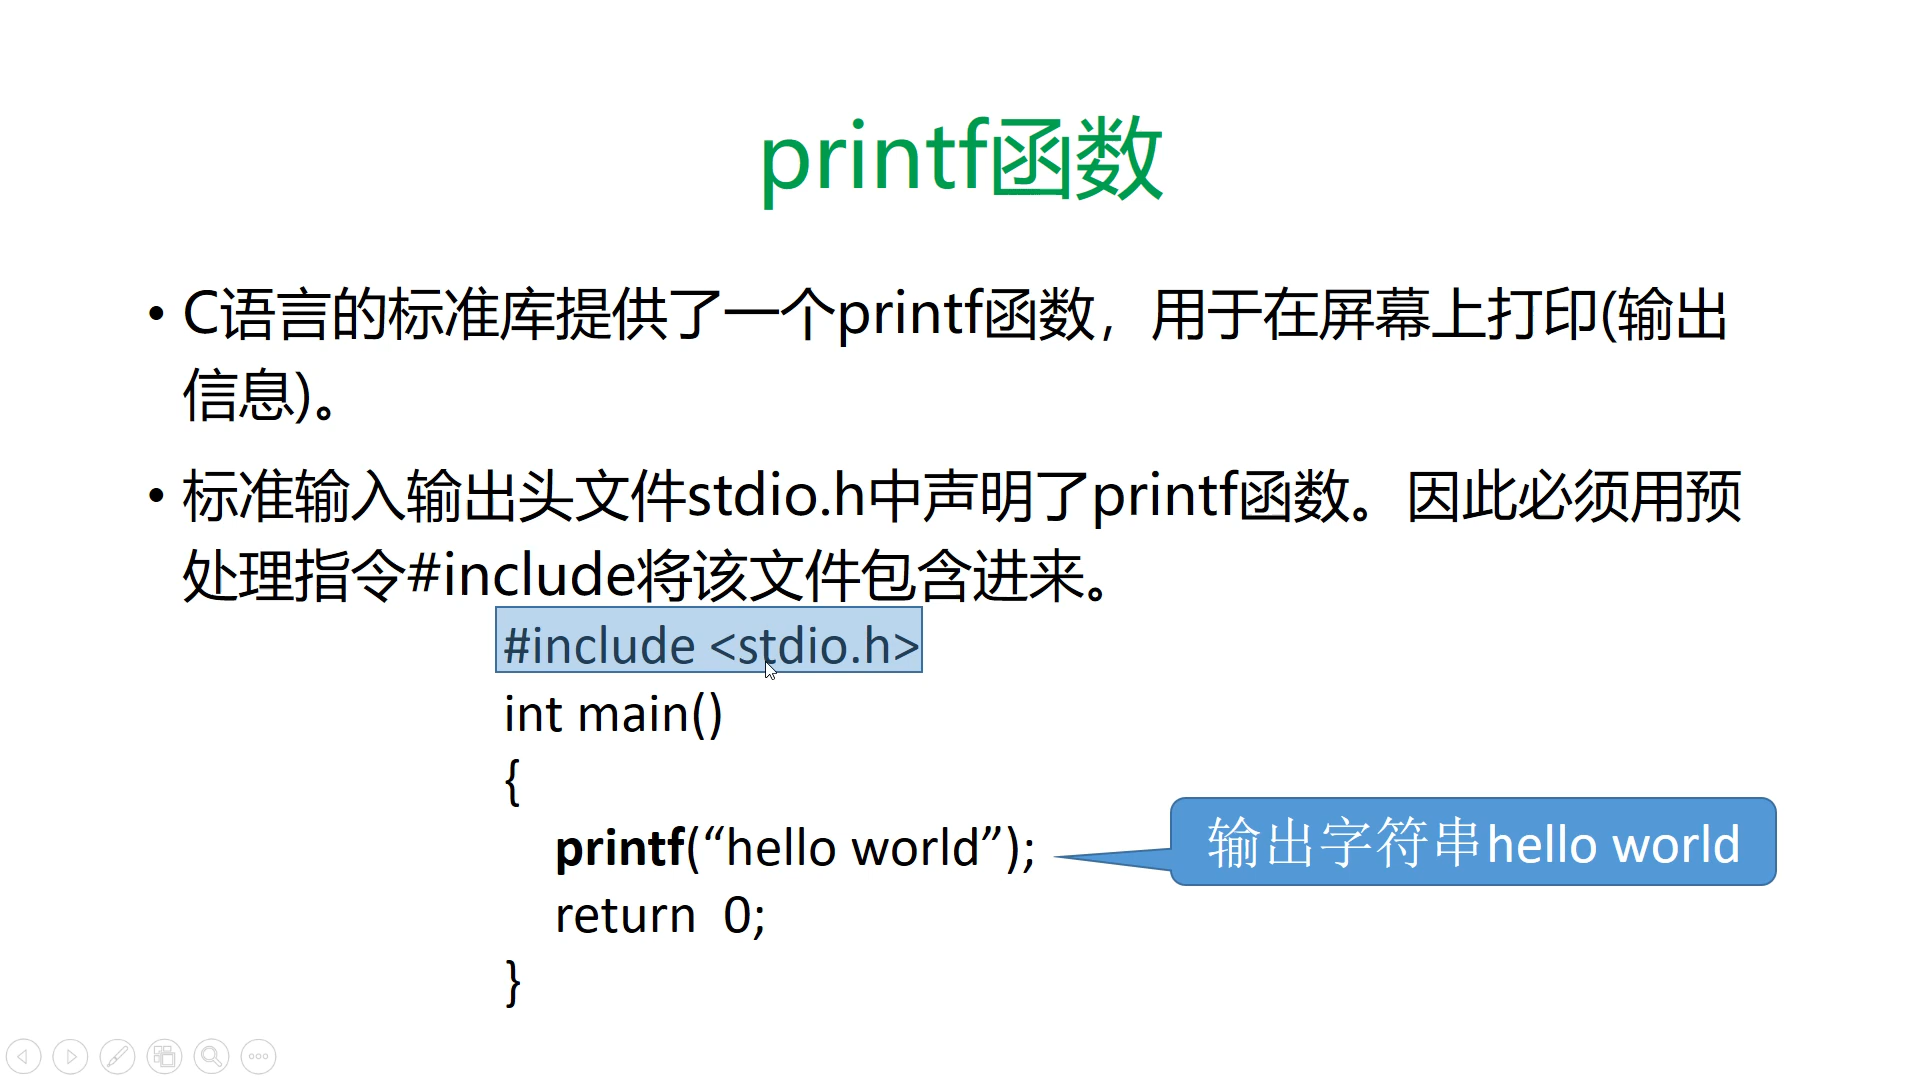 printf函数
• C语言的标准库提供了一个printf函数，用于在屏幕上打印(输出
信息)。
• 标准输入输出头文件stdio.h中声明了printf函数。因此必须用预
处理指令#include将该文件包含进来。
#include <stdio.h>
int main()
{
printf(“hello world”);
输出字符串hello world
return  0;
}